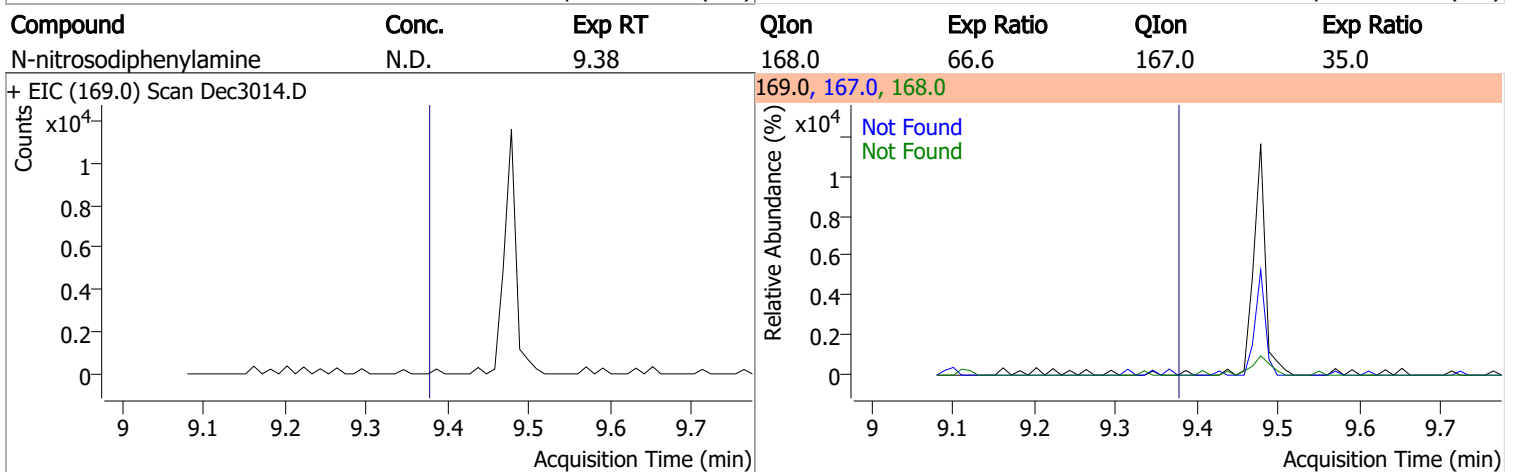 Compound Conc. Exp RT QIon Exp Ratio QIon Exp Ratio
N-nitrosodiphenylamine N.D. 9.38 168.0 66.6 167.0 35.0
+ EIC (169.0) Scan Dec3014.D
Counts
x10⁴
1
0.8
0.6
0.4
0.2
0
9 9.1 9.2 9.3 9.4 9.5 9.6 9.7
Acquisition Time (min)
169.0, 167.0, 168.0
Relative Abundance (%)
x10⁴
Not Found
Not Found
1
0.8
0.6
0.4
0.2
0
9 9.1 9.2 9.3 9.4 9.5 9.6 9.7
Acquisition Time (min)